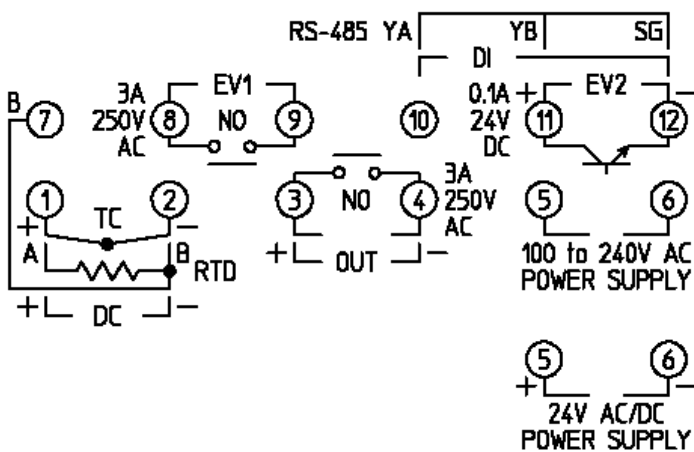 RS-485 YA YB SG
DI
B 3A EV1 0.1A + EV2 −
7 250V 8 NO 9 10 24V 11 12
AC DC
1 2 3 NO 4 3A 5 6
250V
AC
+ TC −
A B RTD + OUT − 100 to 240V AC
POWER SUPPLY
+ DC −
5 6
+ −
24V AC/DC
POWER SUPPLY